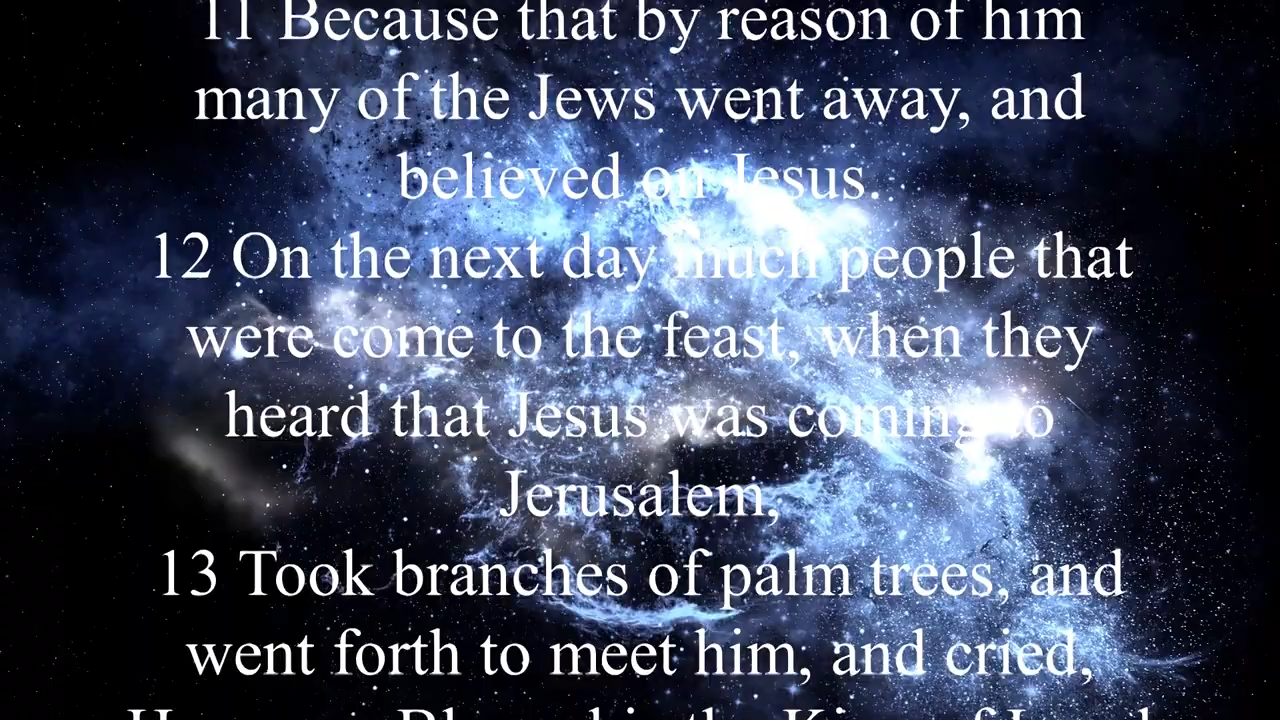 11 Because that by reason of him
many of the Jews went away, and
believed on Jesus.
12 On the next day much people that
were come to the feast, when they
heard that Jesus was coming to
Jerusalem,
13 Took branches of palm trees, and
went forth to meet him, and cried,